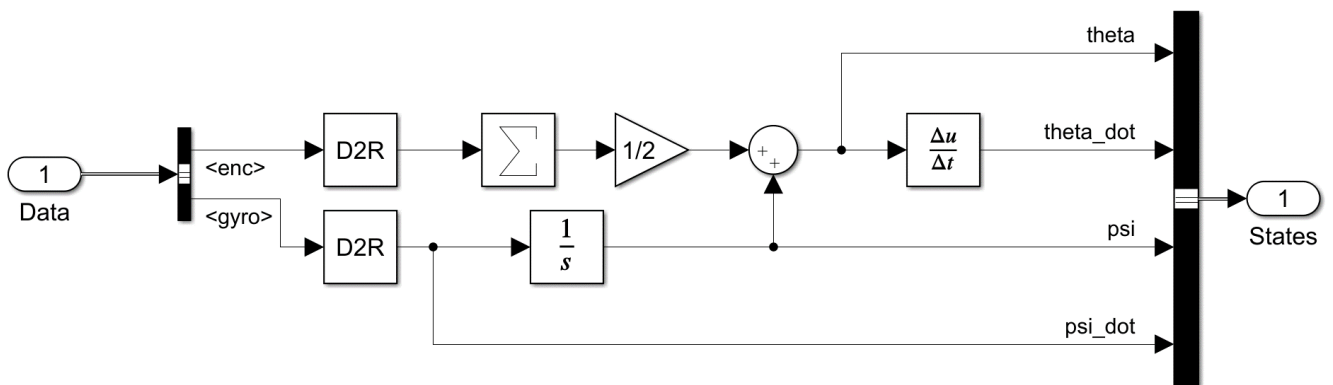 theta
Δu
Δt
theta_dot
1
Data
<enc>
D2R
∑
1/2
+
+
<gyro>
D2R
1
s
psi
1
States
psi_dot